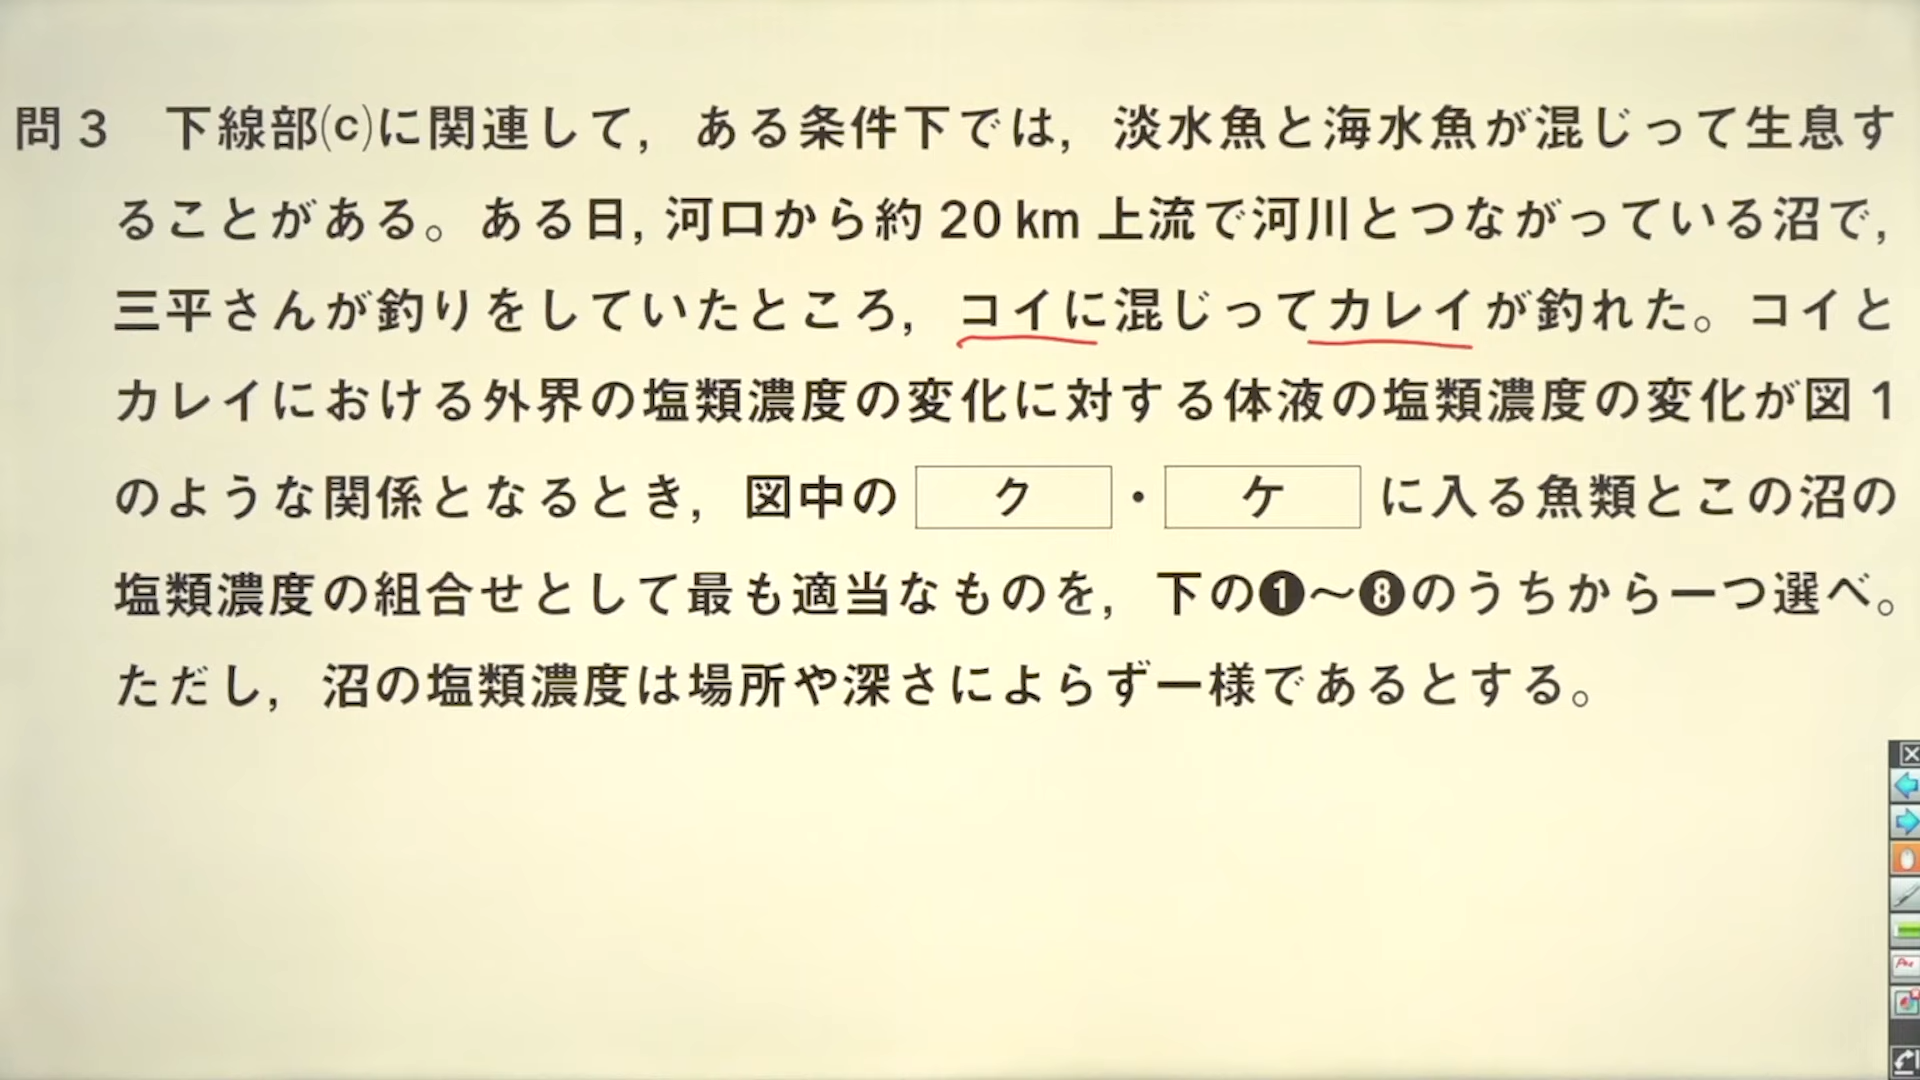 問3 下線部(c)に関連して，ある条件下では，淡水魚と海水魚が混じって生息す
ることがある。ある日，河口から約20km上流で河川とつながっている沼で，
三平さんが釣りをしていたところ，コイに混じってカレイが釣れた。コイと
カレイにおける外界の塩類濃度の変化に対する体液の塩類濃度の変化が図1
のような関係となるとき，図中の ク ・ ケ に入る魚類とこの沼の
塩類濃度の組合せとして最も適当なものを，下の❶～❽のうちから一つ選べ。
ただし，沼の塩類濃度は場所や深さによらず一様であるとする。